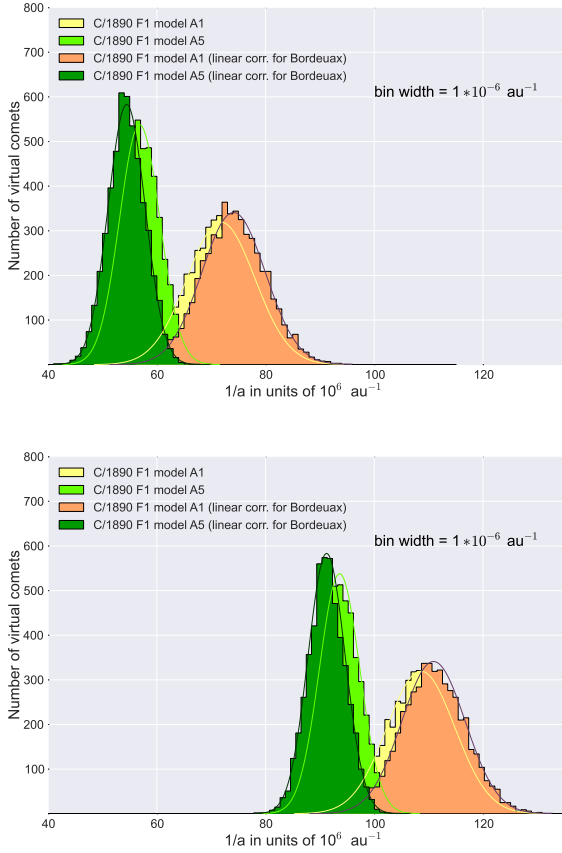 800
700
600
500
400
300
200
100
Number of virtual comets
C/1890 F1 model A1
C/1890 F1 model A5
C/1890 F1 model A1 (linear corr. for Bordeuax)
C/1890 F1 model A5 (linear corr. for Bordeuax)
bin width = 1∗10⁻⁶ au⁻¹
40 60 80 100 120
1/a in units of 10⁶ au⁻¹
800
700
600
500
400
300
200
100
Number of virtual comets
C/1890 F1 model A1
C/1890 F1 model A5
C/1890 F1 model A1 (linear corr. for Bordeuax)
C/1890 F1 model A5 (linear corr. for Bordeuax)
bin width = 1∗10⁻⁶ au⁻¹
40 60 80 100 120
1/a in units of 10⁶ au⁻¹